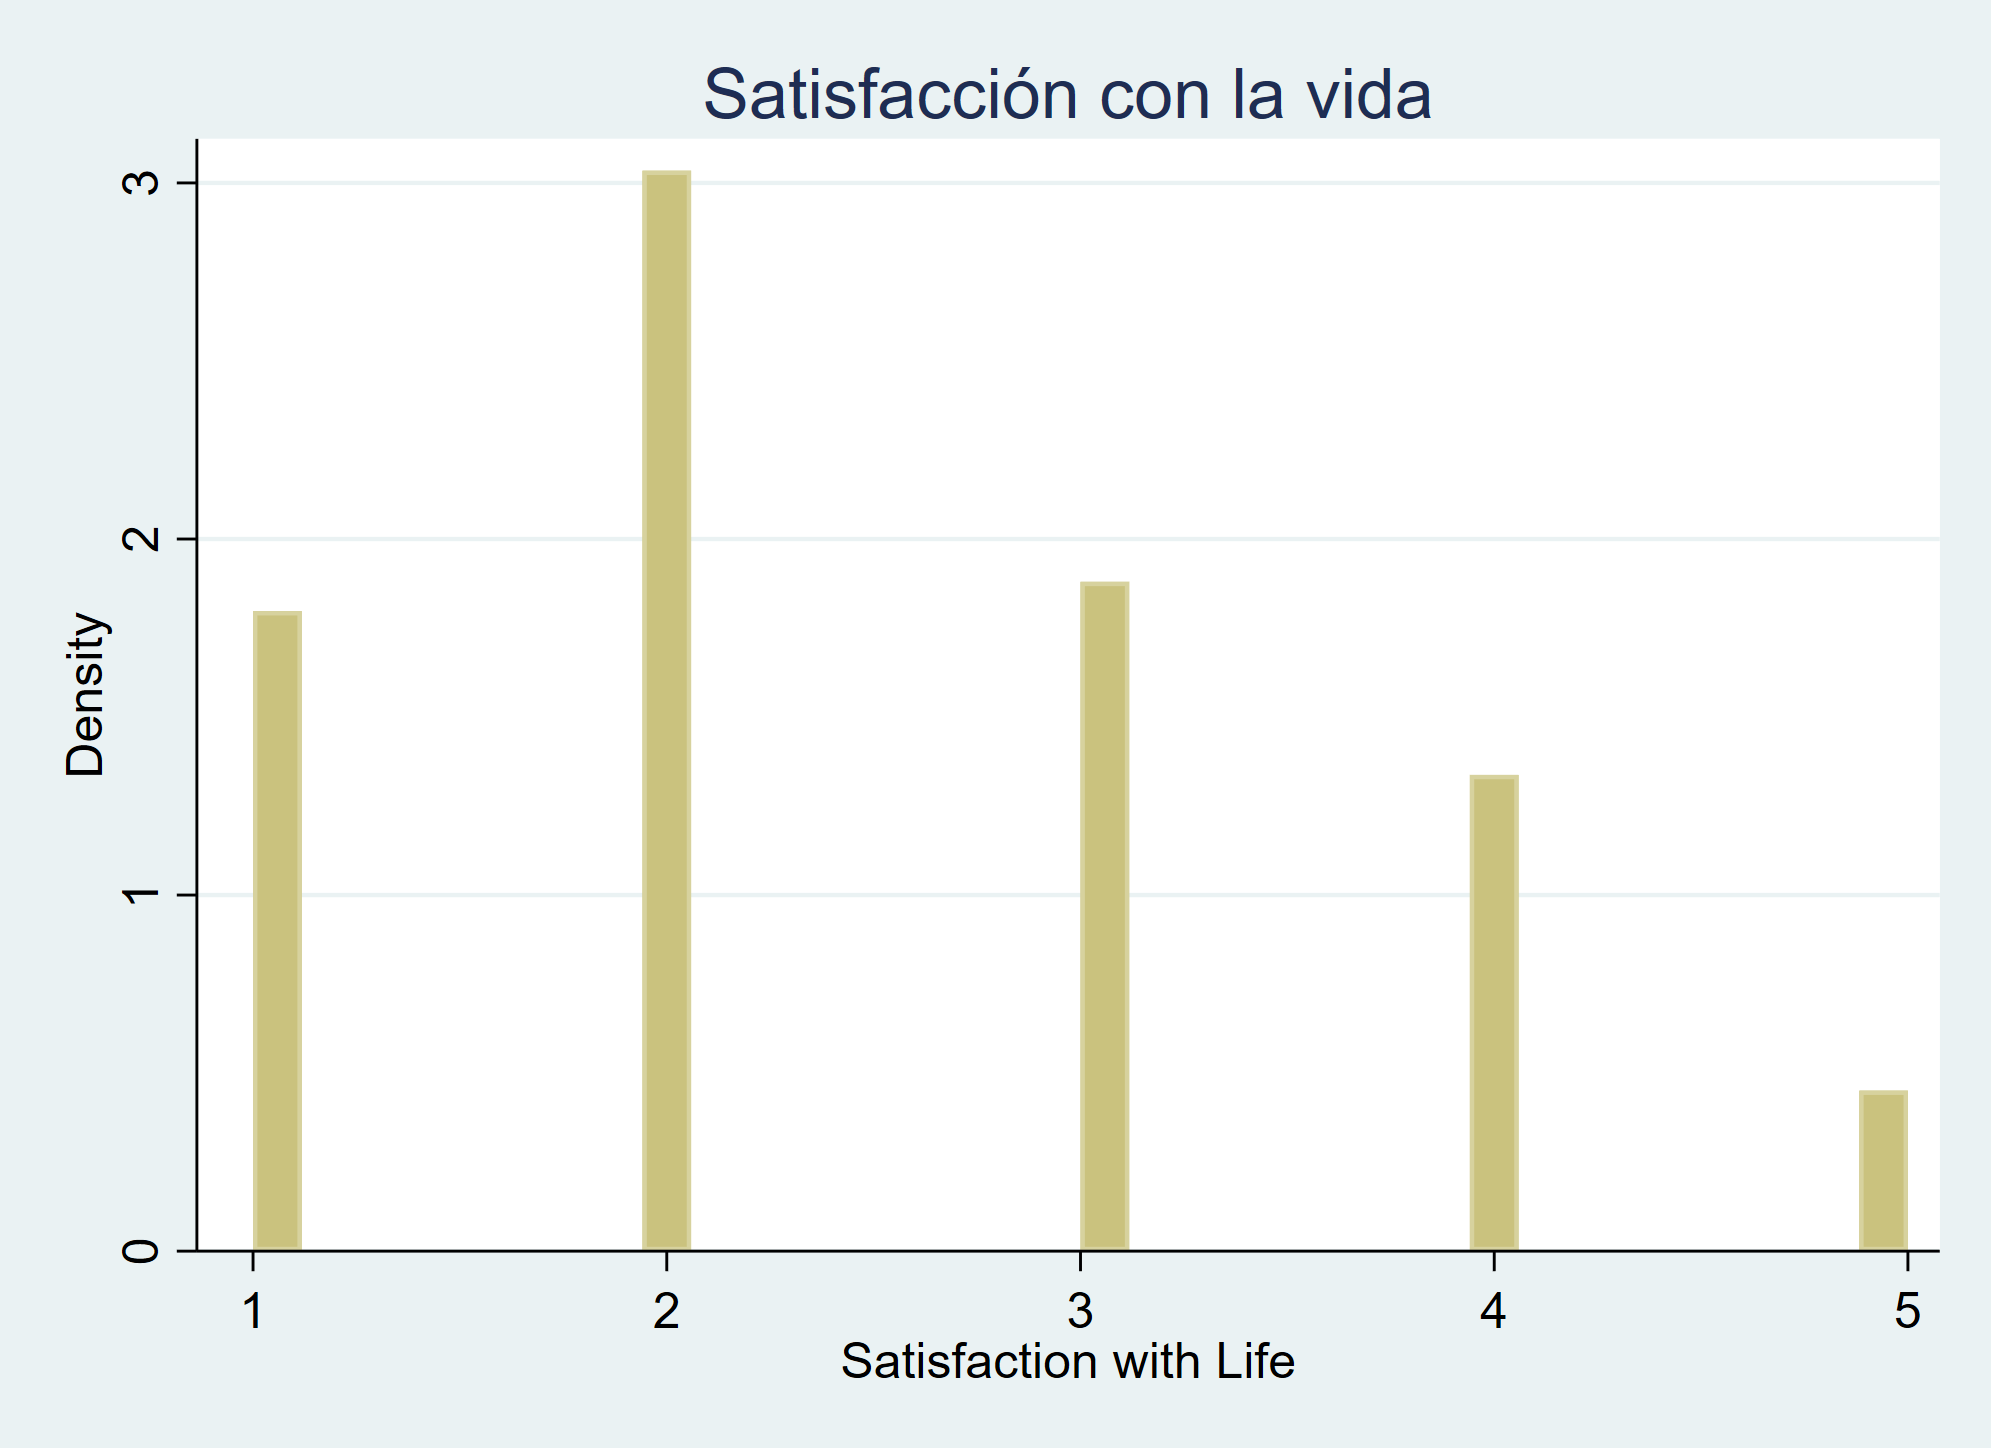 Satisfacción con la vida
Density
3
2
1
0
1 2 3 4 5
Satisfaction with Life